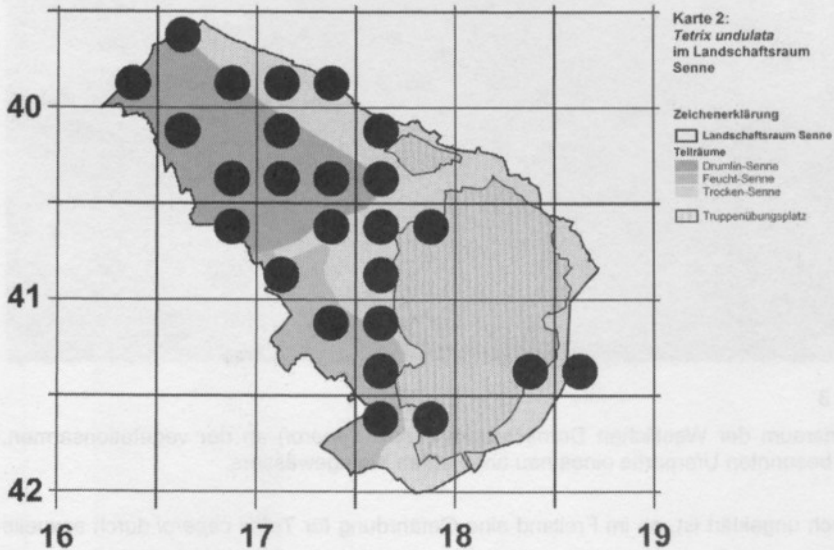 Karte 2:
Tetrix undulata
im Landschaftsraum
Senne
40
Zeichenerklärung
Landschaftsraum Senne
Teilräume
Drumlin-Senne
Feucht-Senne
Trocken-Senne
Truppenübungsplatz
41
42
16 17 18 19